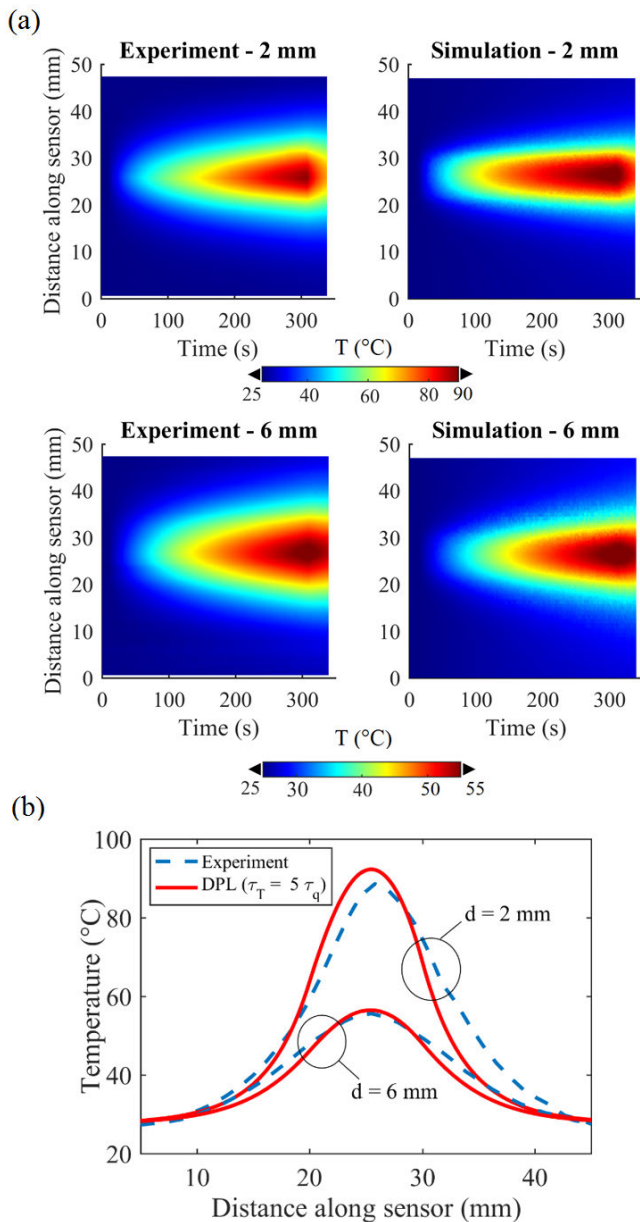 (a)
Experiment - 2 mm
Simulation - 2 mm
Distance along sensor (mm)
50
40
30
20
10
0
0 100 200 300
Time (s)
50
40
30
20
10
0
0 100 200 300
Time (s)
T (°C)
25 40 60 80 90
Experiment - 6 mm
Simulation - 6 mm
Distance along sensor (mm)
50
40
30
20
10
0
0 100 200 300
Time (s)
50
40
30
20
10
0
0 100 200 300
Time (s)
T (°C)
25 30 40 50 55
(b)
Temperature (°C)
100
80
60
40
20
Experiment
DPL (τ_T = 5 τ_q)
d = 2 mm
d = 6 mm
10 20 30 40
Distance along sensor (mm)